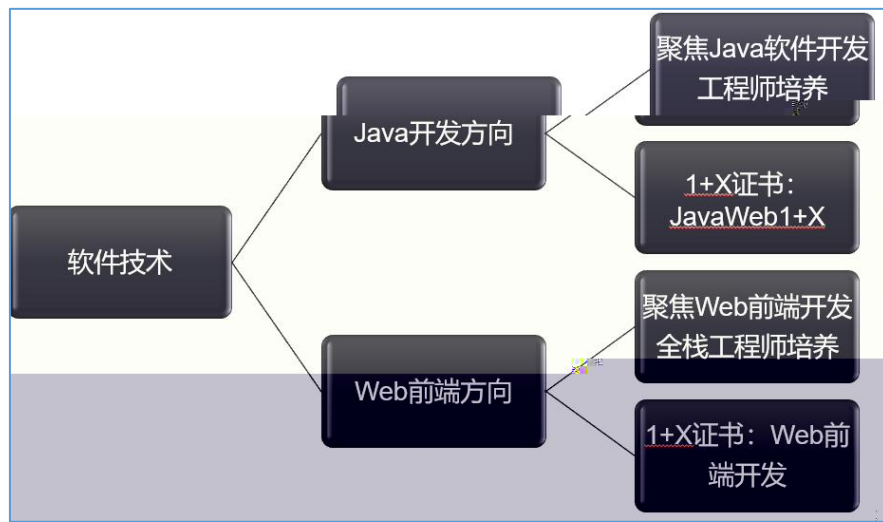 软件技术
Java开发方向
聚焦Java软件开发
工程师培养
1+X证书：
JavaWeb1+X
Web前端方向
聚焦Web前端开发
全栈工程师培养
1+X证书：Web前
端开发